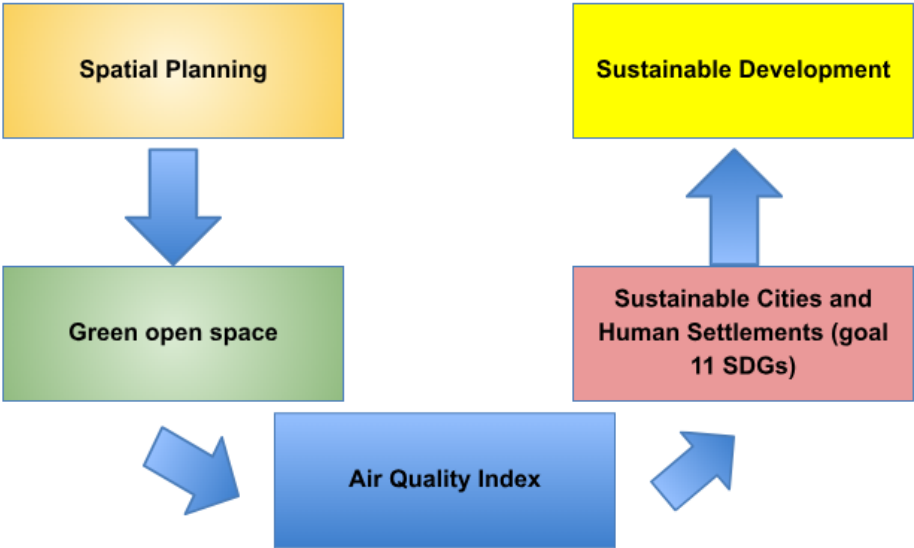 Spatial Planning
Sustainable Development
Green open space
Sustainable Cities and
Human Settlements (goal
11 SDGs)
Air Quality Index